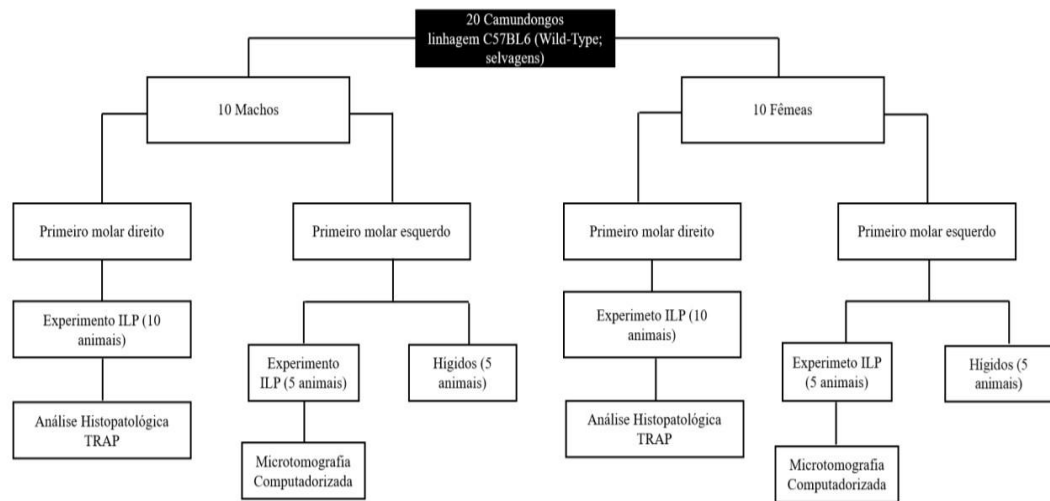 20 Camundongos
linhagem C57BL6 (Wild-Type;
selvagens)
10 Machos
10 Fêmeas
Primeiro molar direito
Primeiro molar esquerdo
Primeiro molar direito
Primeiro molar esquerdo
Experimento ILP (10
animais)
Experimento
ILP (5 animais)
Higidos (5
animais)
Experimeto ILP (10
animais)
Experimeto ILP
(5 animais)
Higidos (5
animais)
Análise Histopatológica
TRAP
Microtomografia
Computadorizada
Análise Histopatológica
TRAP
Microtomografia
Computadorizada